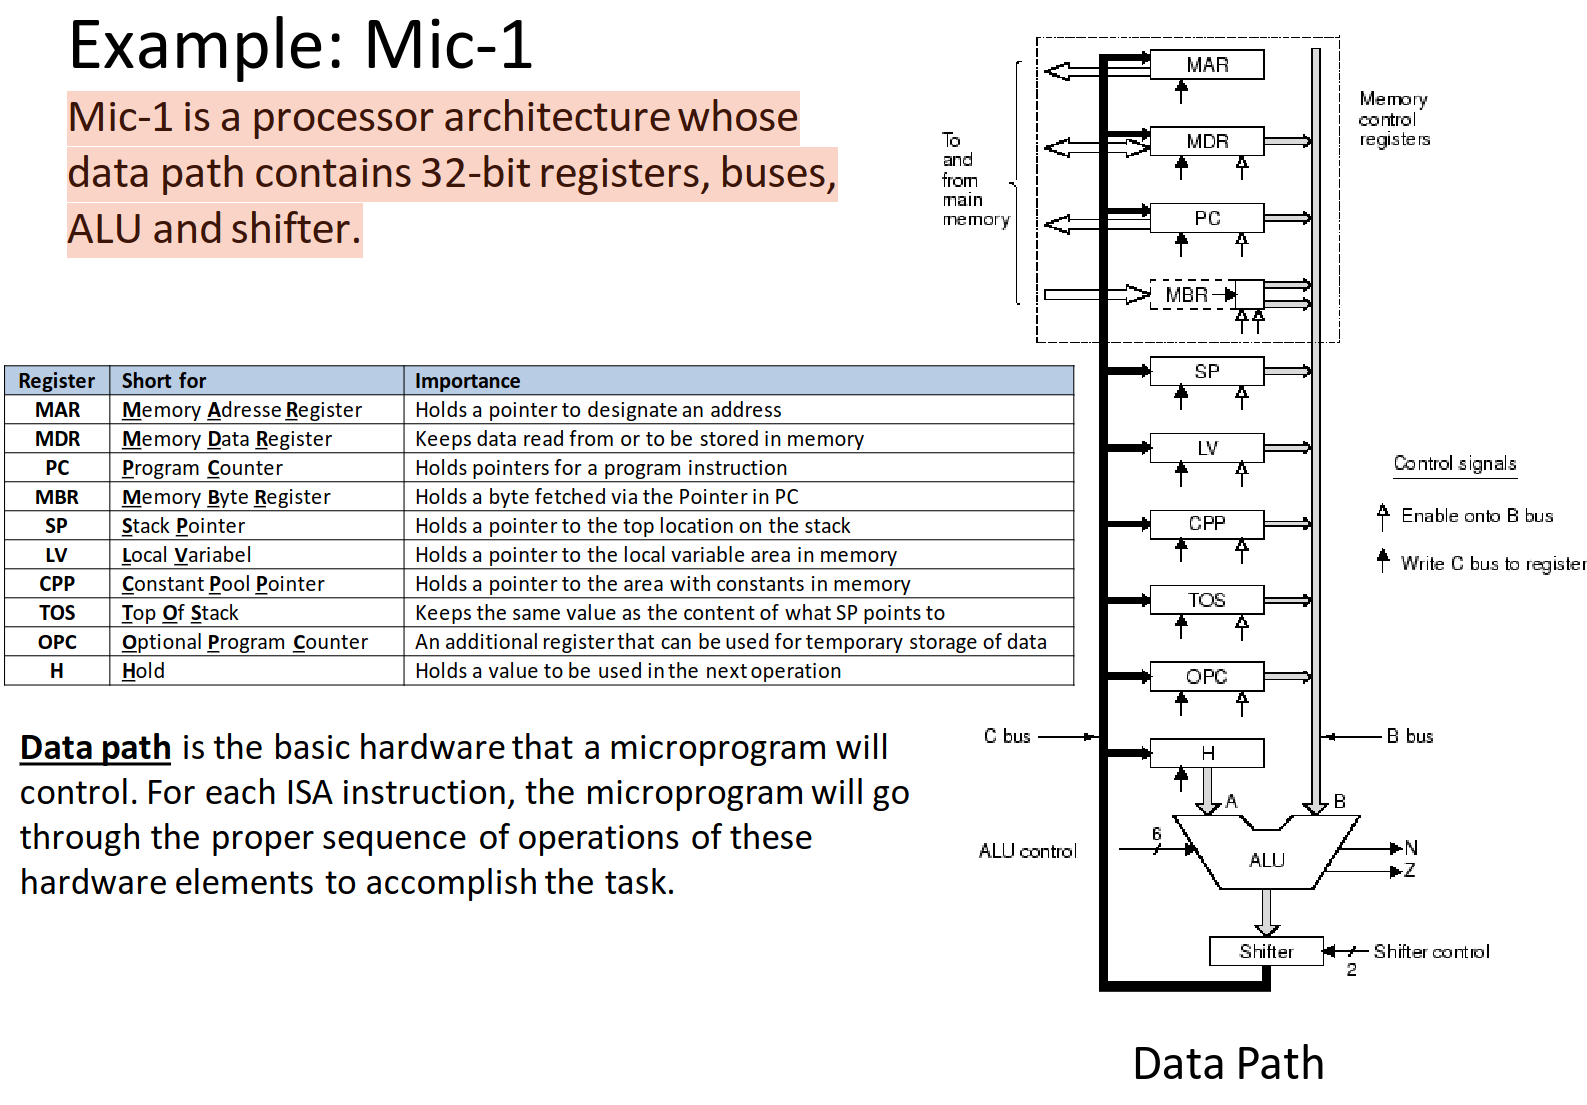 Example: Mic-1
Mic-1 is a processor architecture whose
data path contains 32-bit registers, buses,
ALU and shifter.
Register Short for Importance
MAR Memory Adresse Register Holds a pointer to designate an address
MDR Memory Data Register Keeps data read from or to be stored in memory
PC Program Counter Holds pointers for a program instruction
MBR Memory Byte Register Holds a byte fetched via the Pointer in PC
SP Stack Pointer Holds a pointer to the top location on the stack
LV Local Variabel Holds a pointer to the local variable area in memory
CPP Constant Pool Pointer Holds a pointer to the area with constants in memory
TOS Top Of Stack Keeps the same value as the content of what SP points to
OPC Optional Program Counter An additional register that can be used for temporary storage of data
H Hold Holds a value to be used in the next operation
Data path is the basic hardware that a microprogram will
control. For each ISA instruction, the microprogram will go
through the proper sequence of operations of these
hardware elements to accomplish the task.
To
and
from
main
memory
MAR
MDR
PC
MBR
SP
LV
CPP
TOS
OPC
H
Memory
control
registers
Control signals
Enable onto B bus
Write C bus to register
C bus
B bus
A
B
6
ALU control
ALU
N
Z
Shifter
Shifter control
2
Data Path